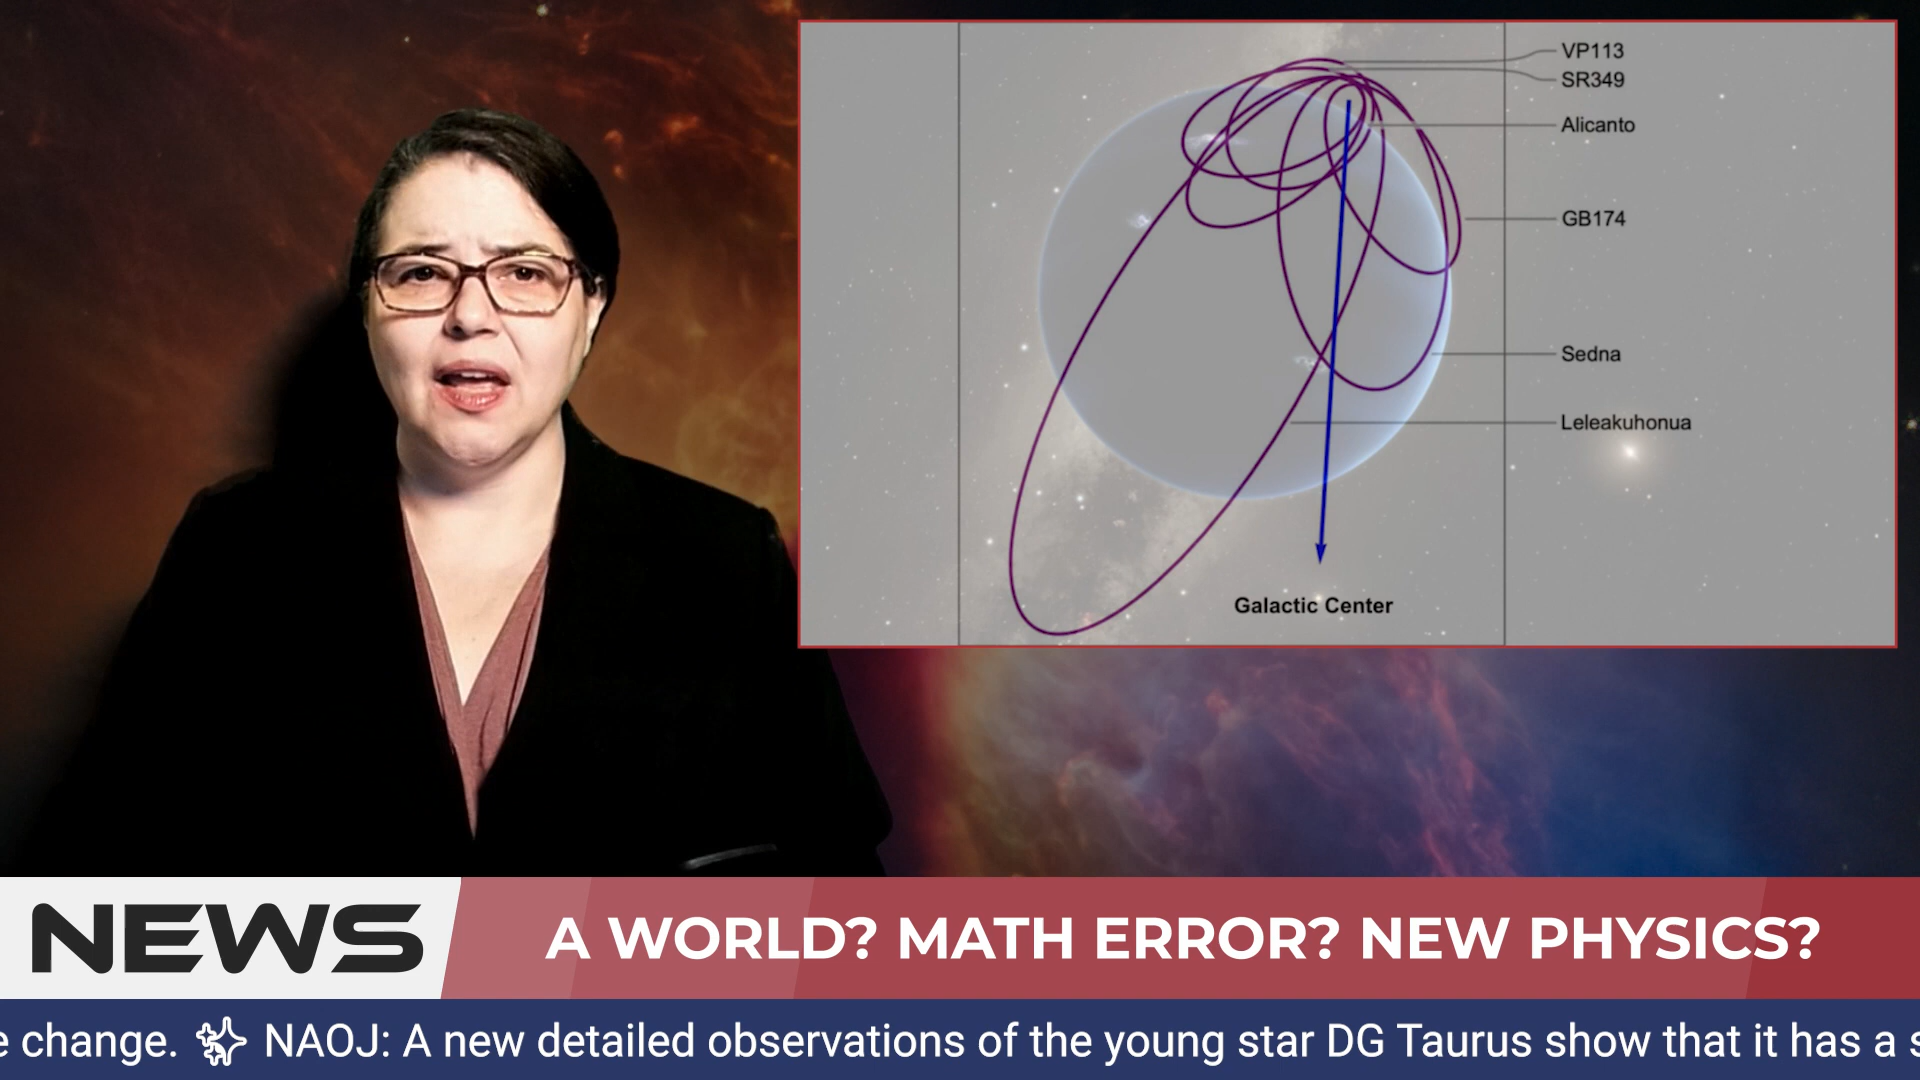 VP113
SR349
Alicanto
GB174
Sedna
Leleakuhonua
Galactic Center
NEWS
A WORLD? MATH ERROR? NEW PHYSICS?
e change. NAOJ: A new detailed observations of the young star DG Taurus show that it has a s